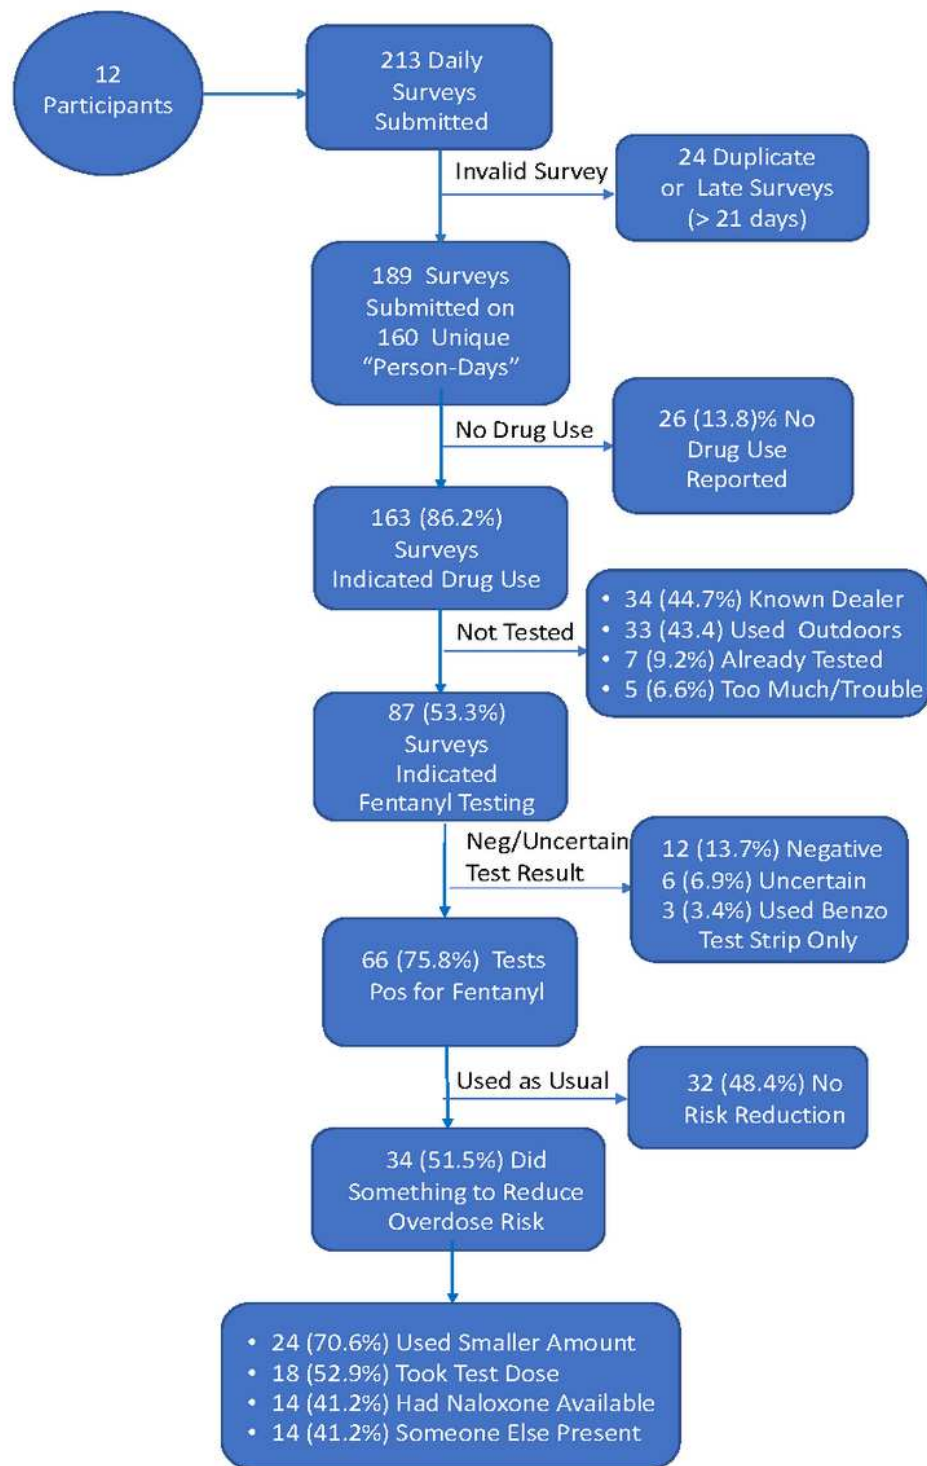 12
Participants
213 Daily
Surveys
Submitted
Invalid Survey
24 Duplicate
or Late Surveys
(> 21 days)
189 Surveys
Submitted on
160 Unique
“Person-Days”
No Drug Use
26 (13.8)% No
Drug Use
Reported
163 (86.2%)
Surveys
Indicated Drug Use
Not Tested
• 34 (44.7%) Known Dealer
• 33 (43.4) Used Outdoors
• 7 (9.2%) Already Tested
• 5 (6.6%) Too Much/Trouble
87 (53.3%)
Surveys
Indicated
Fentanyl Testing
Neg/Uncertain
Test Result
12 (13.7%) Negative
6 (6.9%) Uncertain
3 (3.4%) Used Benzo
Test Strip Only
66 (75.8%) Tests
Pos for Fentanyl
Used as Usual
32 (48.4%) No
Risk Reduction
34 (51.5%) Did
Something to Reduce
Overdose Risk
• 24 (70.6%) Used Smaller Amount
• 18 (52.9%) Took Test Dose
• 14 (41.2%) Had Naloxone Available
• 14 (41.2%) Someone Else Present